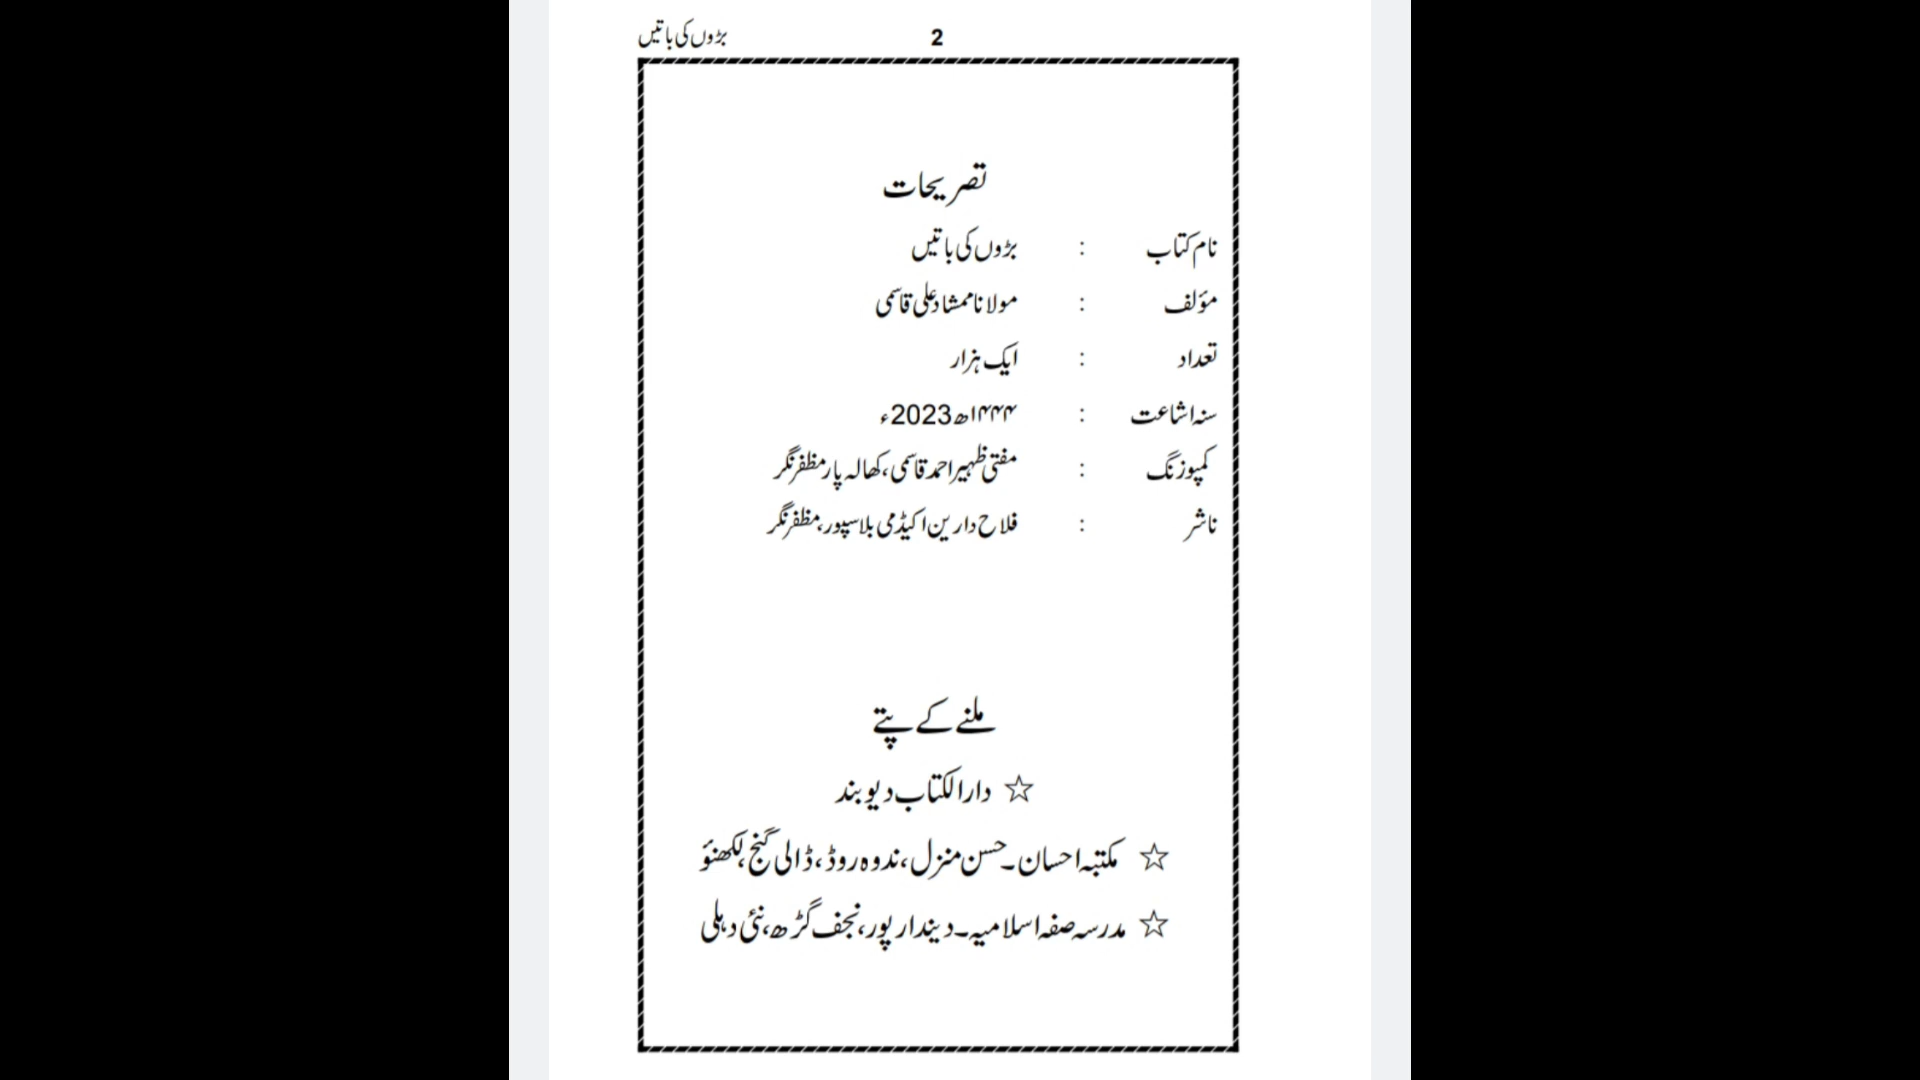 بڑوں کی باتیں 2
تصریحات
نام کتاب : بڑوں کی باتیں
مؤلف : مولانا ممشاد علی قاسمی
تعداد : ایک ہزار
سنہ اشاعت : ۱۴۴۴ھ 2023ء
کمپوزنگ : مفتی ظہیر احمد قاسمی، کھالہ پار مظفرنگر
ناشر : فلاح دارین اکیڈمی بلاسپور، مظفرنگر
ملنے کے پتے
☆ دارالکتاب دیوبند
☆ مکتبہ احسان۔ حسن منزل، ندوہ روڈ، ڈالی گنج، لکھنؤ
☆ مدرسہ صفہ اسلامیہ۔ دیندار پور، نجف گڑھ، نئی دہلی